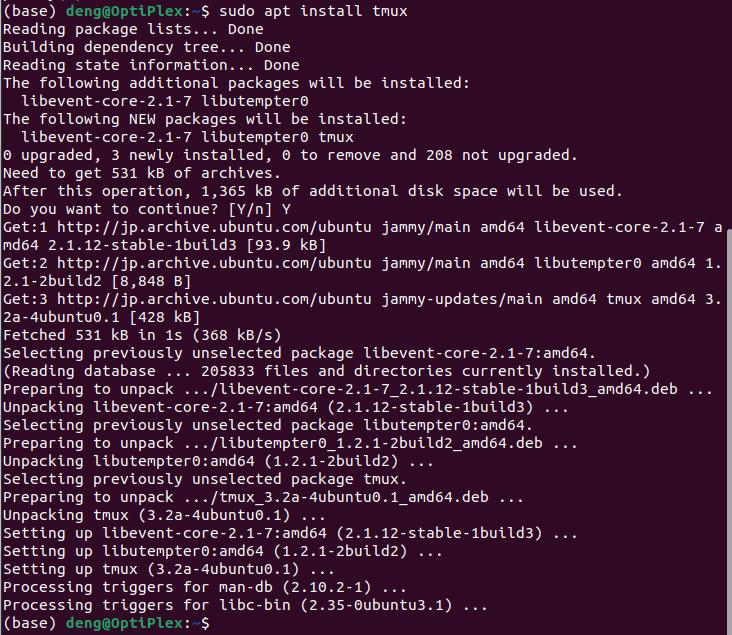 (base) deng@OptiPlex:~$ sudo apt install tmux
Reading package lists... Done
Building dependency tree... Done
Reading state information... Done
The following additional packages will be installed:
  libevent-core-2.1-7 libutempter0
The following NEW packages will be installed:
  libevent-core-2.1-7 libutempter0 tmux
0 upgraded, 3 newly installed, 0 to remove and 208 not upgraded.
Need to get 531 kB of archives.
After this operation, 1,365 kB of additional disk space will be used.
Do you want to continue? [Y/n] Y
Get:1 http://jp.archive.ubuntu.com/ubuntu jammy/main amd64 libevent-core-2.1-7 a
md64 2.1.12-stable-1build3 [93.9 kB]
Get:2 http://jp.archive.ubuntu.com/ubuntu jammy/main amd64 libutempter0 amd64 1.
2.1-2build2 [8,848 B]
Get:3 http://jp.archive.ubuntu.com/ubuntu jammy-updates/main amd64 tmux amd64 3.
2a-4ubuntu0.1 [428 kB]
Fetched 531 kB in 1s (368 kB/s)
Selecting previously unselected package libevent-core-2.1-7:amd64.
(Reading database ... 205833 files and directories currently installed.)
Preparing to unpack .../libevent-core-2.1-7_2.1.12-stable-1build3_amd64.deb ...
Unpacking libevent-core-2.1-7:amd64 (2.1.12-stable-1build3) ...
Selecting previously unselected package libutempter0:amd64.
Preparing to unpack .../libutempter0_1.2.1-2build2_amd64.deb ...
Unpacking libutempter0:amd64 (1.2.1-2build2) ...
Selecting previously unselected package tmux.
Preparing to unpack .../tmux_3.2a-4ubuntu0.1_amd64.deb ...
Unpacking tmux (3.2a-4ubuntu0.1) ...
Setting up libevent-core-2.1-7:amd64 (2.1.12-stable-1build3) ...
Setting up libutempter0:amd64 (1.2.1-2build2) ...
Setting up tmux (3.2a-4ubuntu0.1) ...
Processing triggers for man-db (2.10.2-1) ...
Processing triggers for libc-bin (2.35-0ubuntu3.1) ...
(base) deng@OptiPlex:~$